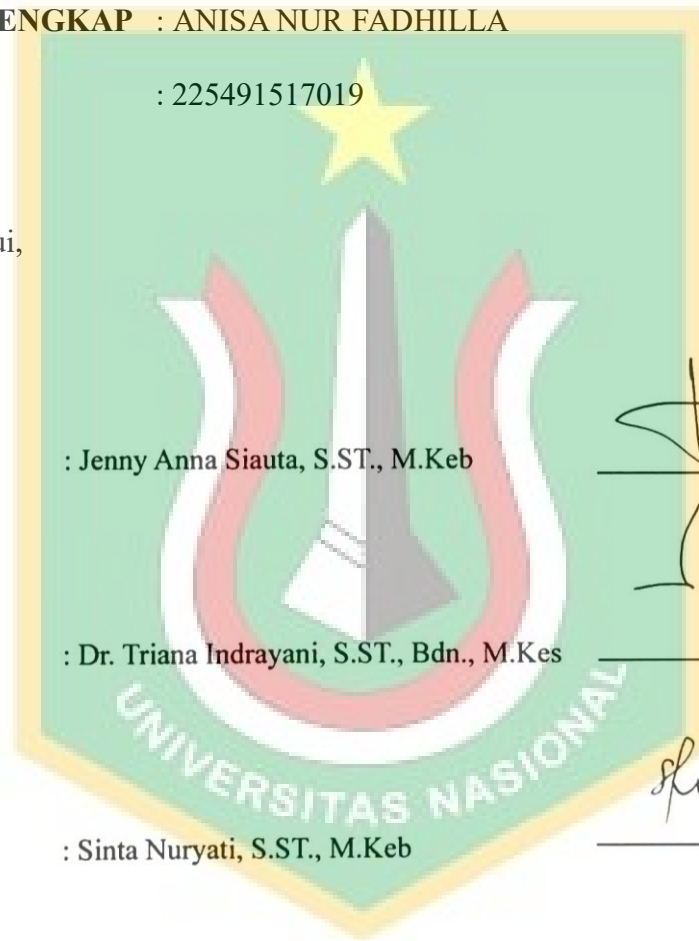 ENGKAP : ANISA NUR FADHILLA
: 225491517019
ui,
: Jenny Anna Siauta, S.ST., M.Keb
: Dr. Triana Indrayani, S.ST., Bdn., M.Kes
UNIVERSITAS NASIONAL
: Sinta Nuryati, S.ST., M.Keb